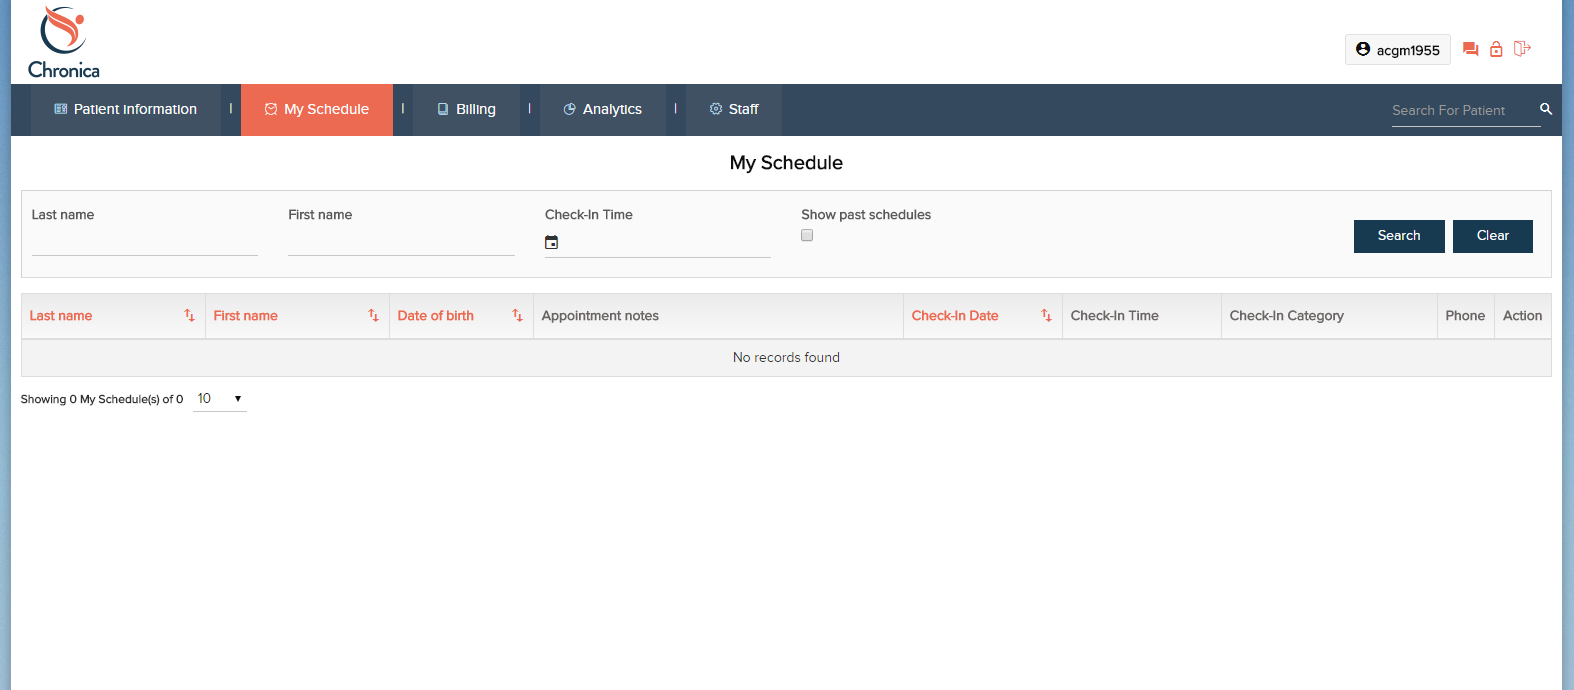 Chronica
acgm1955
Patient information | My Schedule | Billing | Analytics | Staff
Search For Patient
My Schedule
Last name First name Check-In Time Show past schedules
Search Clear
Last name First name Date of birth Appointment notes Check-In Date Check-In Time Check-In Category Phone Action
No records found
Showing 0 My Schedule(s) of 0 10